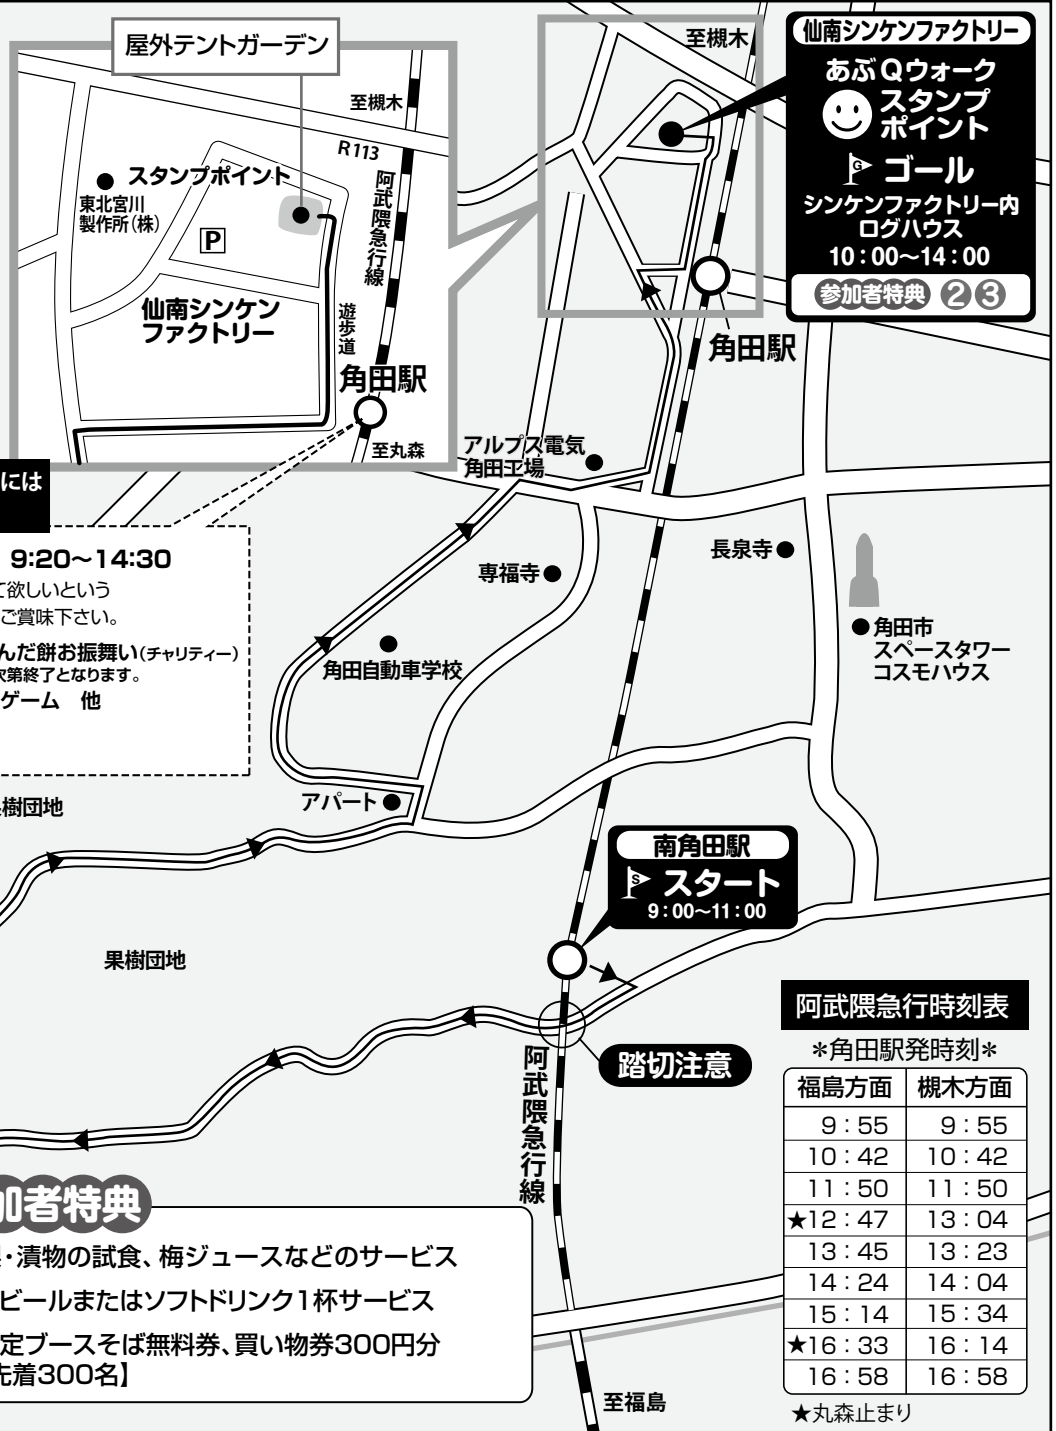 屋外テントガーデン
至槻木
R113
スタンプポイント
東北宮川
製作所(株)
P
阿武隈急行線
仙南シンケン
ファクトリー
遊歩道
角田駅
至丸森
至槻木
仙南シンケンファクトリー
あぶQウォーク
スタンプ
ポイント
G
ゴール
シンケンファクトリー内
ログハウス
10:00〜14:00
参加者特典 ②③
角田駅
アルプス電気
角田工場
には
9:20〜14:30
て欲しいという
ご賞味下さい。
んだ餅お振舞い(チャリティー)
次第終了となります。
ゲーム 他
専福寺
長泉寺
角田市
スペースタワー
コスモハウス
角田自動車学校
アパート
樹団地
南角田駅
S
スタート
9:00〜11:00
果樹団地
踏切注意
阿武隈急行線
阿武隈急行時刻表
*角田駅発時刻*
福島方面 槻木方面
9:55 9:55
10:42 10:42
11:50 11:50
★12:47 13:04
13:45 13:23
14:24 14:04
15:14 15:34
★16:33 16:14
16:58 16:58
★丸森止まり
加者特典
・漬物の試食、梅ジュースなどのサービス
ビールまたはソフトドリンク1杯サービス
定ブースそば無料券、買い物券300円分
先着300名】
至福島